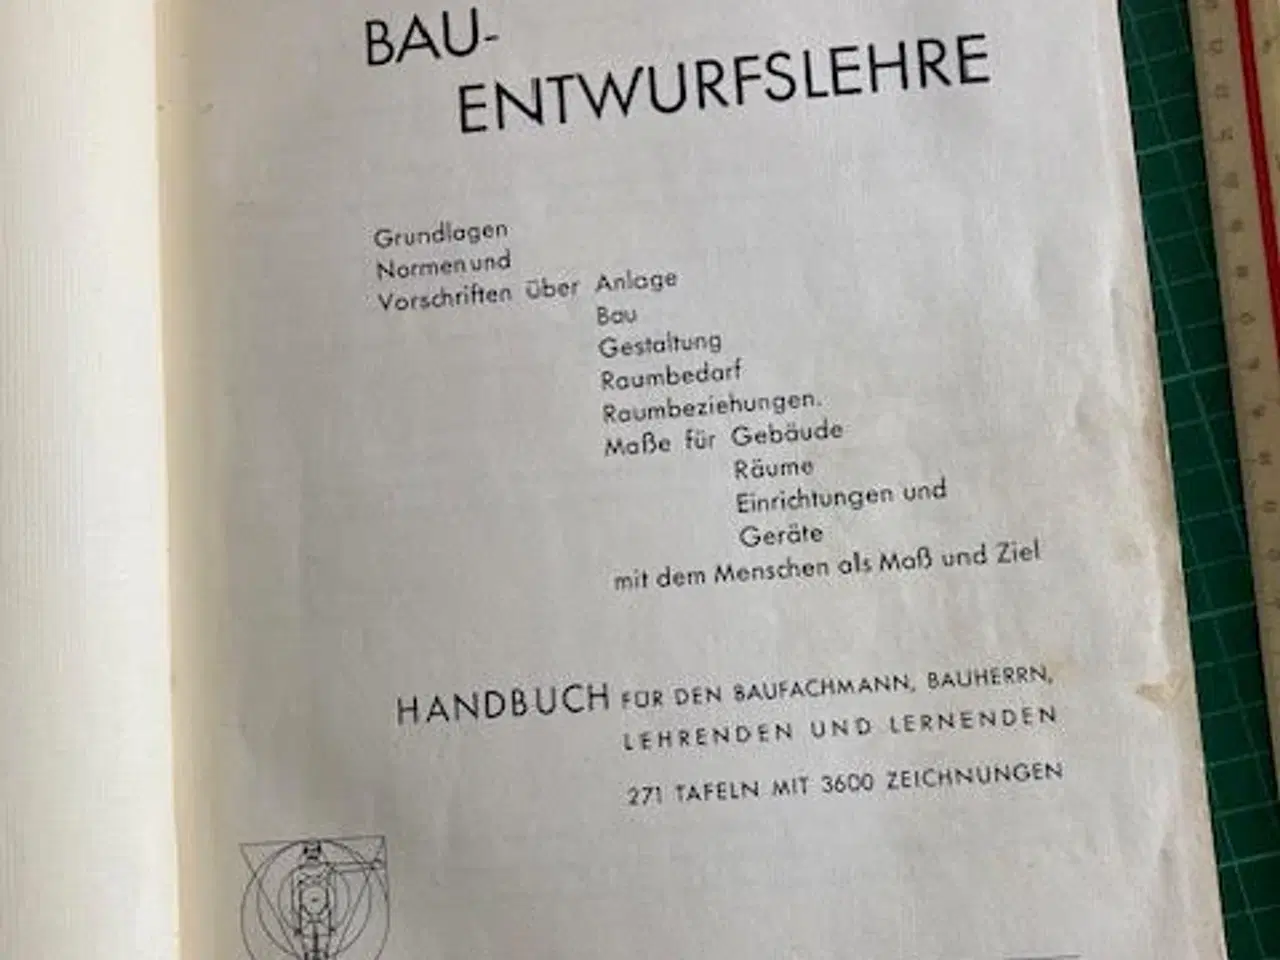 BAU-
ENTWURFSLEHRE
Grundlagen
Normen und
Vorschriften über Anlage
Bau
Gestaltung
Raumbedarf
Raumbeziehungen.
Maße für Gebäude
Räume
Einrichtungen und
Geräte
mit dem Menschen als Maß und Ziel
HANDBUCH FÜR DEN BAUFACHMANN, BAUHERRN,
LEHRENDEN UND LERNENDEN
271 TAFELN MIT 3600 ZEICHNUNGEN